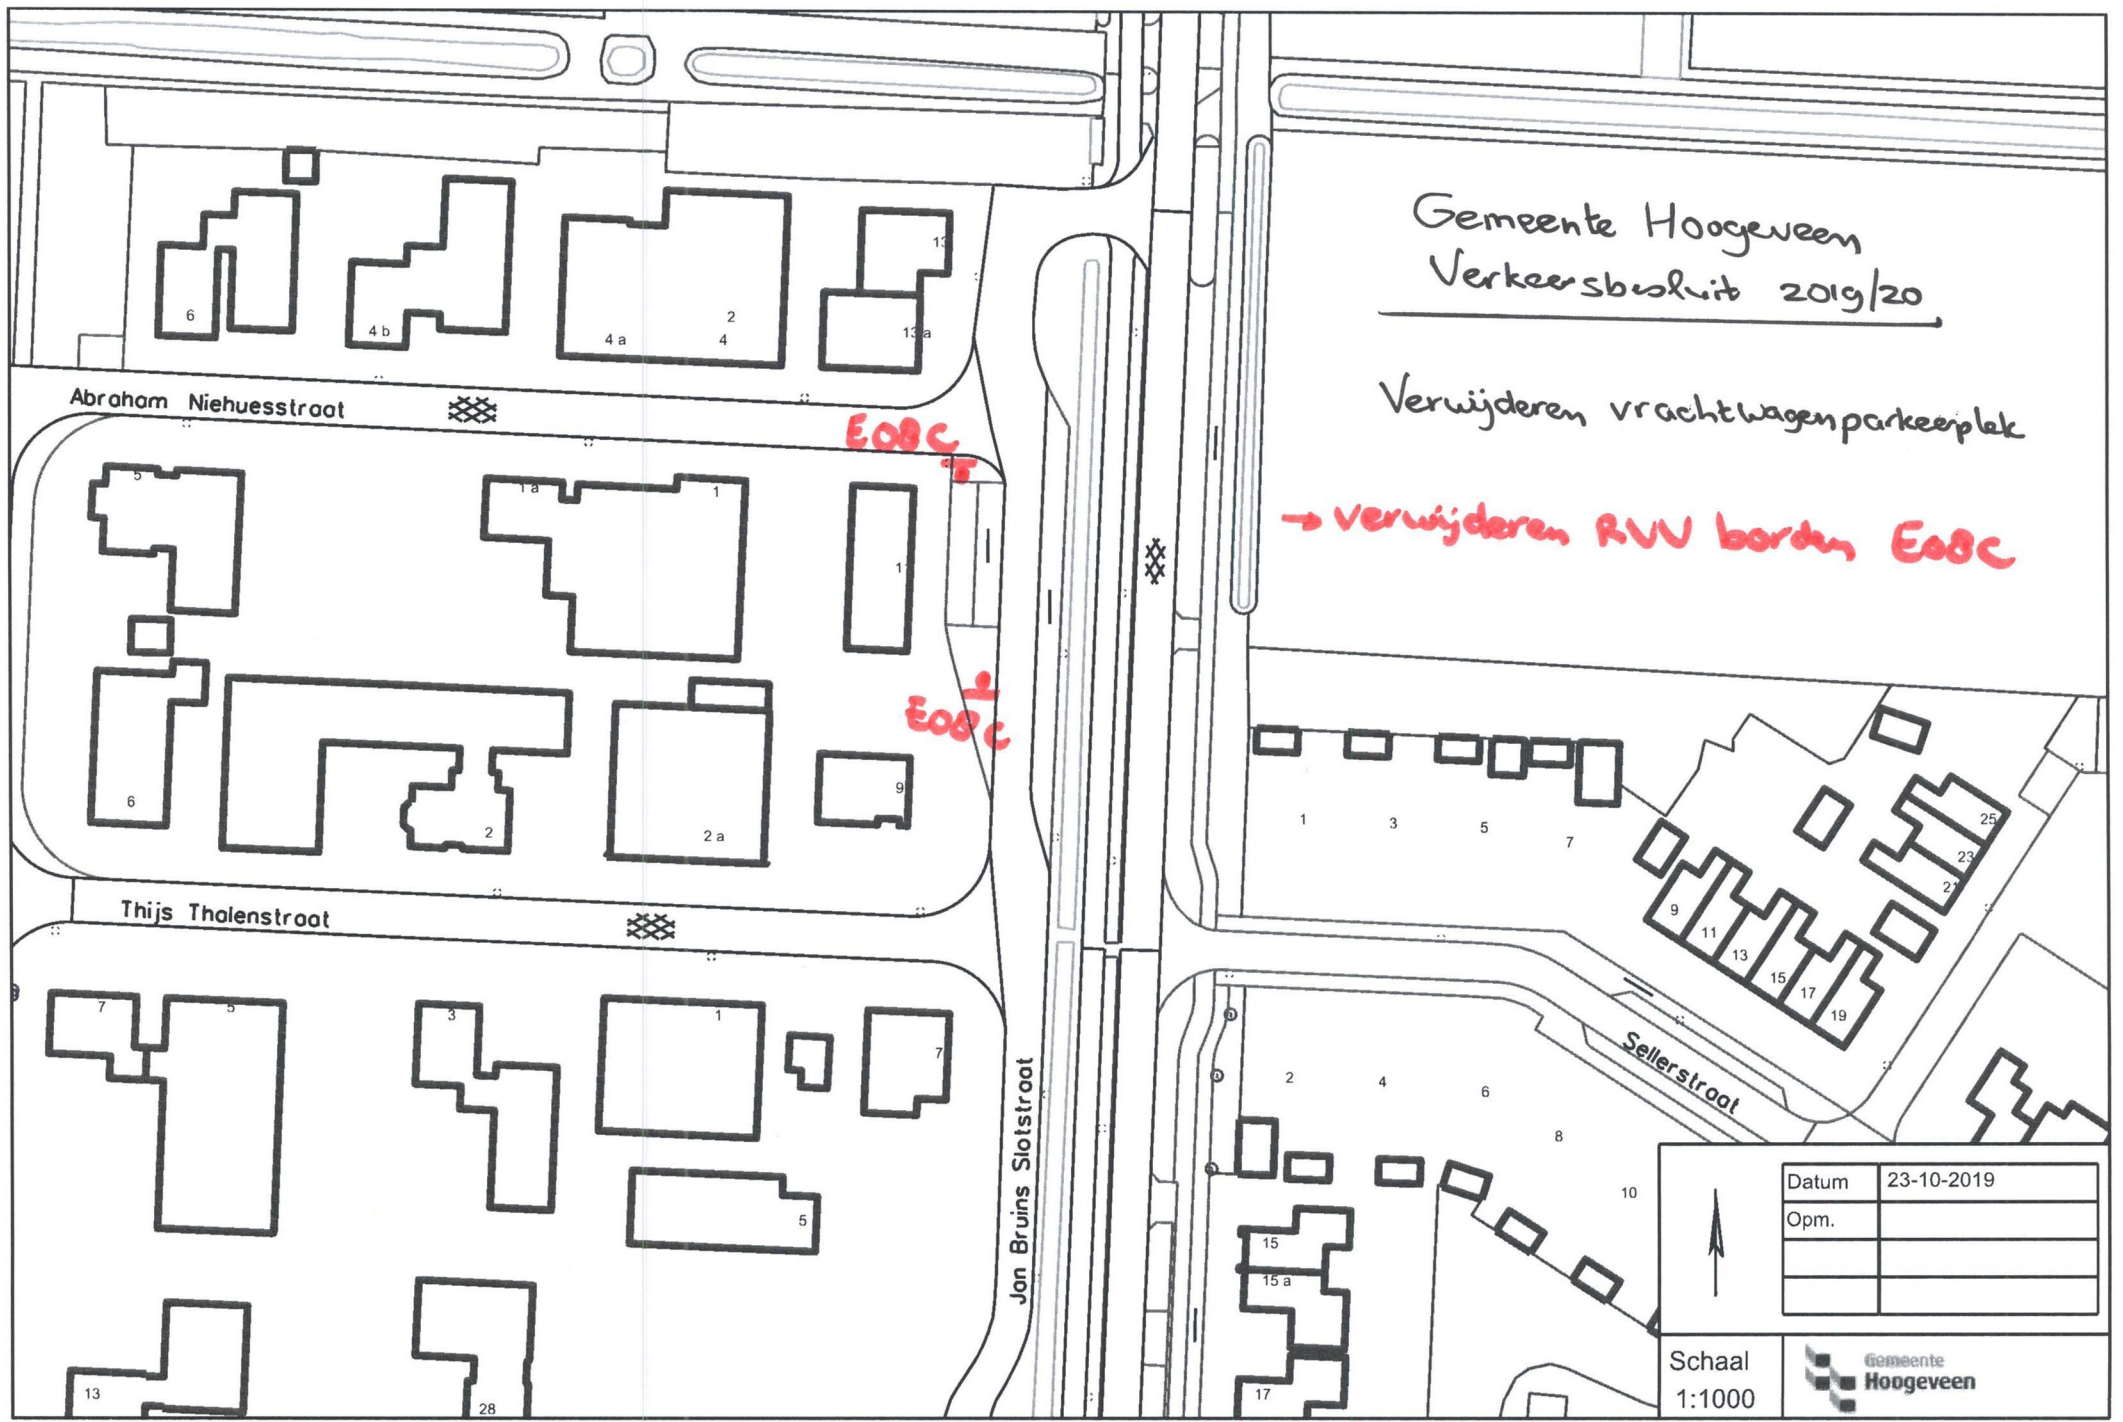 Gemeente Hoogeveen
Verkeersbesluit 2019/20
Verwijderen vrachtwagenparkeerplek
→ verwijderen RVV borden E08C
13
6
4 b
4 a
2
4
13 a
Abraham Niehuesstraat
E08C
5
1 a
1
11
E08C
6
2
2 a
9
1
3
5
7
25
23
21
9
11
13
15
17
19
Thijs Thalenstraat
7
5
3
1
7
5
13
28
Jan Bruins Slotstraat
Sellerstraat
2
4
6
8
10
15
15 a
17
Datum 23-10-2019
Opm.
Schaal
1:1000
Gemeente
Hoogeveen